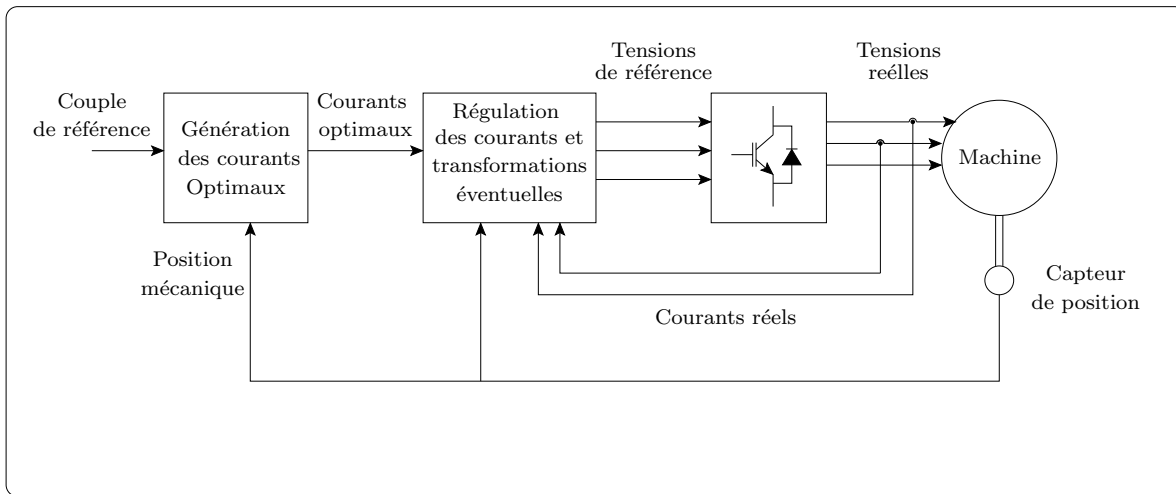 Couple
de référence
Génération
des courants
Optimaux
Courants
optimaux
Régulation
des courants et
transformations
éventuelles
Tensions
de référence
Tensions
reélles
Machine
Position
mécanique
Courants réels
Capteur
de position